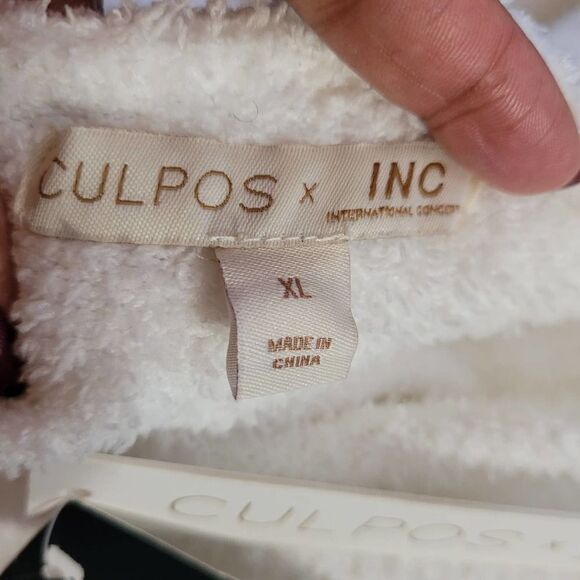 CULPOS x INC
INTERNATIONAL CONCEPT
XL
MADE IN
CHINA
CULPOS x